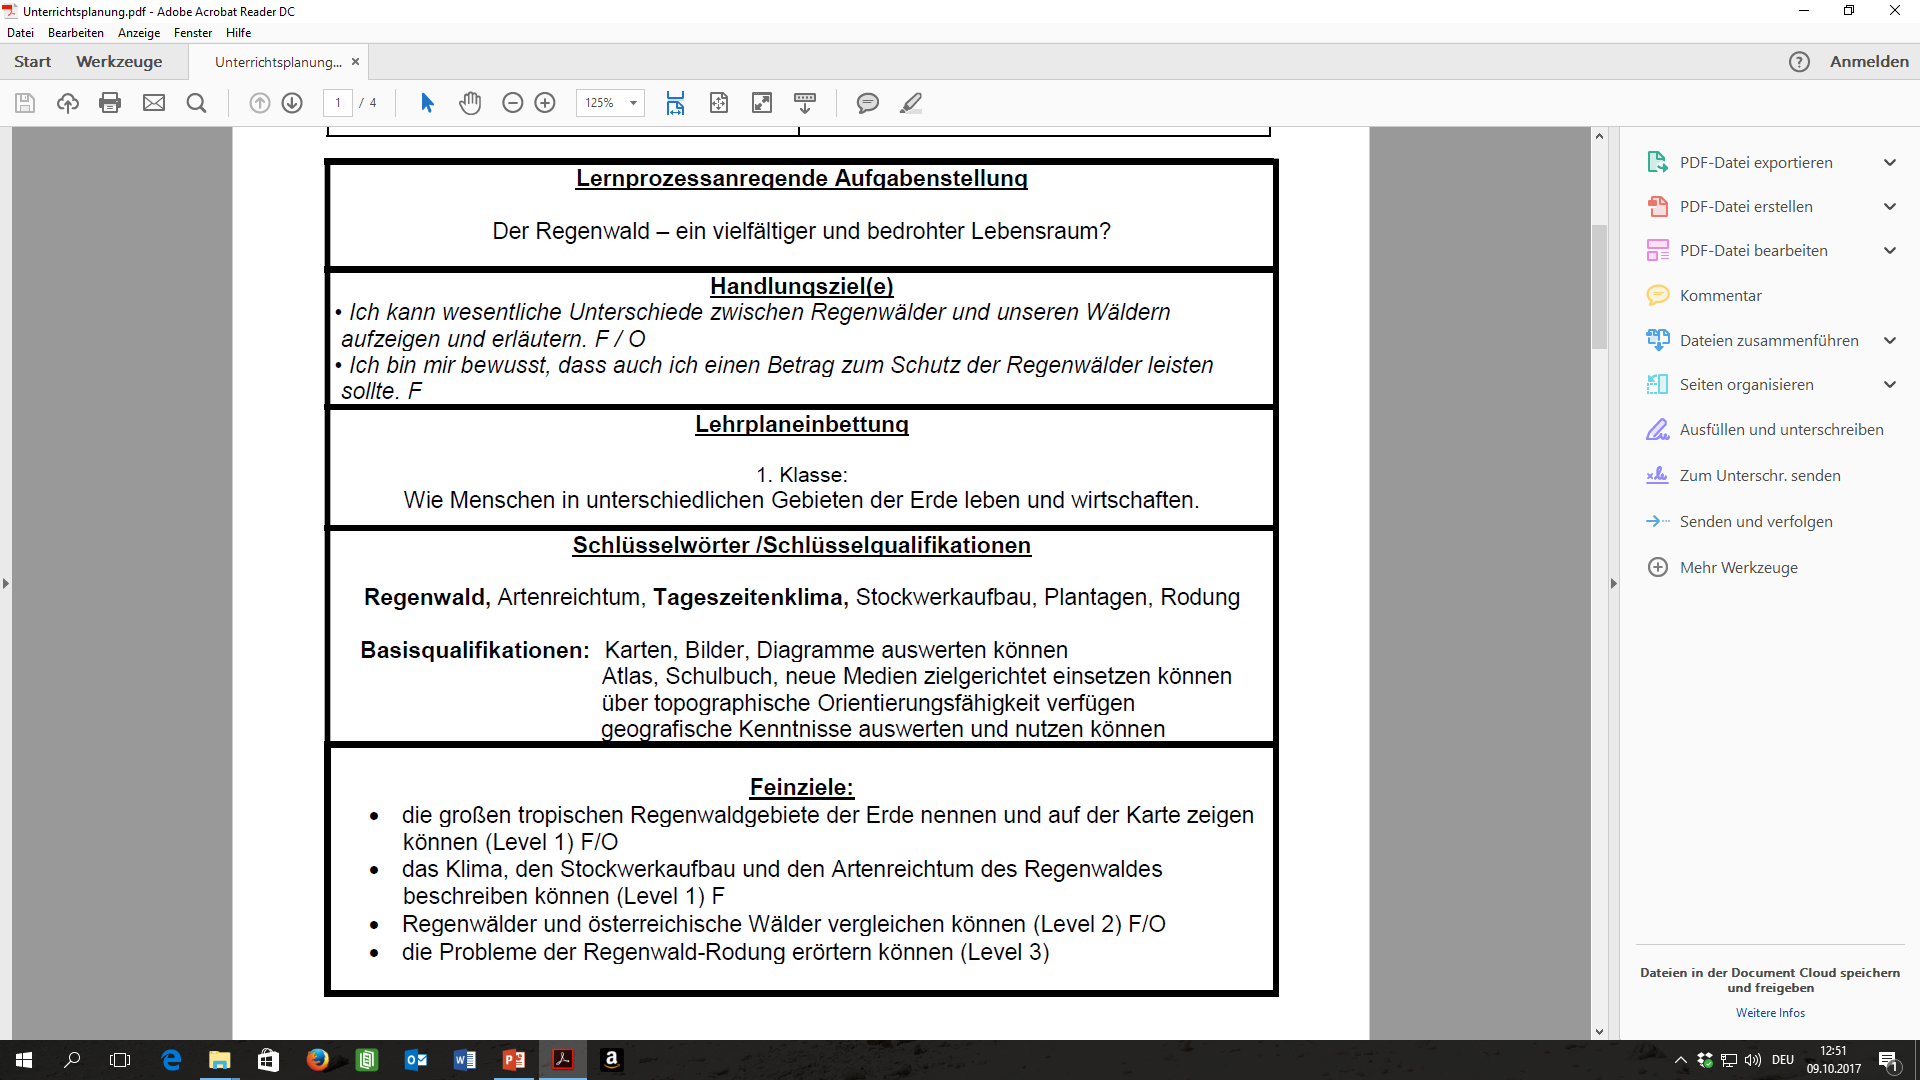 Unterrichtsplanung.pdf - Adobe Acrobat Reader DC
Datei Bearbeiten Anzeige Fenster Hilfe
Start Werkzeuge Unterrichtsplanung... × ? Anmelden
1 / 4 125%
Lernprozessanregende Aufgabenstellung
Der Regenwald – ein vielfältiger und bedrohter Lebensraum?
Handlungsziel(e)
• Ich kann wesentliche Unterschiede zwischen Regenwälder und unseren Wäldern
aufzeigen und erläutern. F / O
• Ich bin mir bewusst, dass auch ich einen Betrag zum Schutz der Regenwälder leisten
sollte. F
Lehrplaneinbettung
1. Klasse:
Wie Menschen in unterschiedlichen Gebieten der Erde leben und wirtschaften.
Schlüsselwörter /Schlüsselqualifikationen
Regenwald, Artenreichtum, Tageszeitenklima, Stockwerkaufbau, Plantagen, Rodung
Basisqualifikationen: Karten, Bilder, Diagramme auswerten können
Atlas, Schulbuch, neue Medien zielgerichtet einsetzen können
über topographische Orientierungsfähigkeit verfügen
geografische Kenntnisse auswerten und nutzen können
Feinziele:
• die großen tropischen Regenwaldgebiete der Erde nennen und auf der Karte zeigen
können (Level 1) F/O
• das Klima, den Stockwerkaufbau und den Artenreichtum des Regenwaldes
beschreiben können (Level 1) F
• Regenwälder und österreichische Wälder vergleichen können (Level 2) F/O
• die Probleme der Regenwald-Rodung erörtern können (Level 3)
PDF-Datei exportieren
PDF-Datei erstellen
PDF-Datei bearbeiten
Kommentar
Dateien zusammenführen
Seiten organisieren
Ausfüllen und unterschreiben
Zum Unterschr. senden
Senden und verfolgen
Mehr Werkzeuge
Dateien in der Document Cloud speichern
und freigeben
Weitere Infos
DEU
12:51
09.10.2017
1